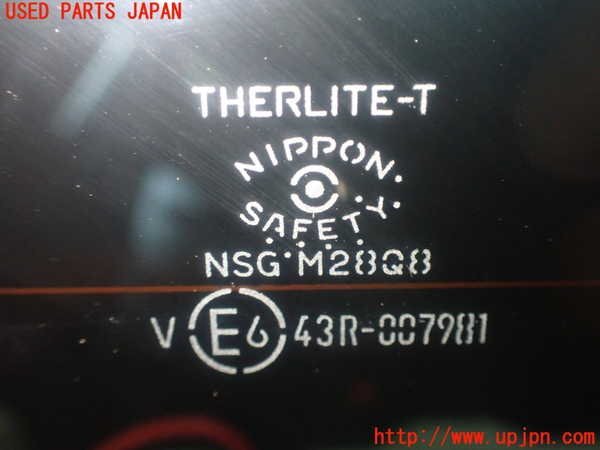 USED PARTS JAPAN
THERLITE-T
NIPPON
SAFETY
NSG M28Q8
V E6 43R-007981
http://www.upjpn.com/